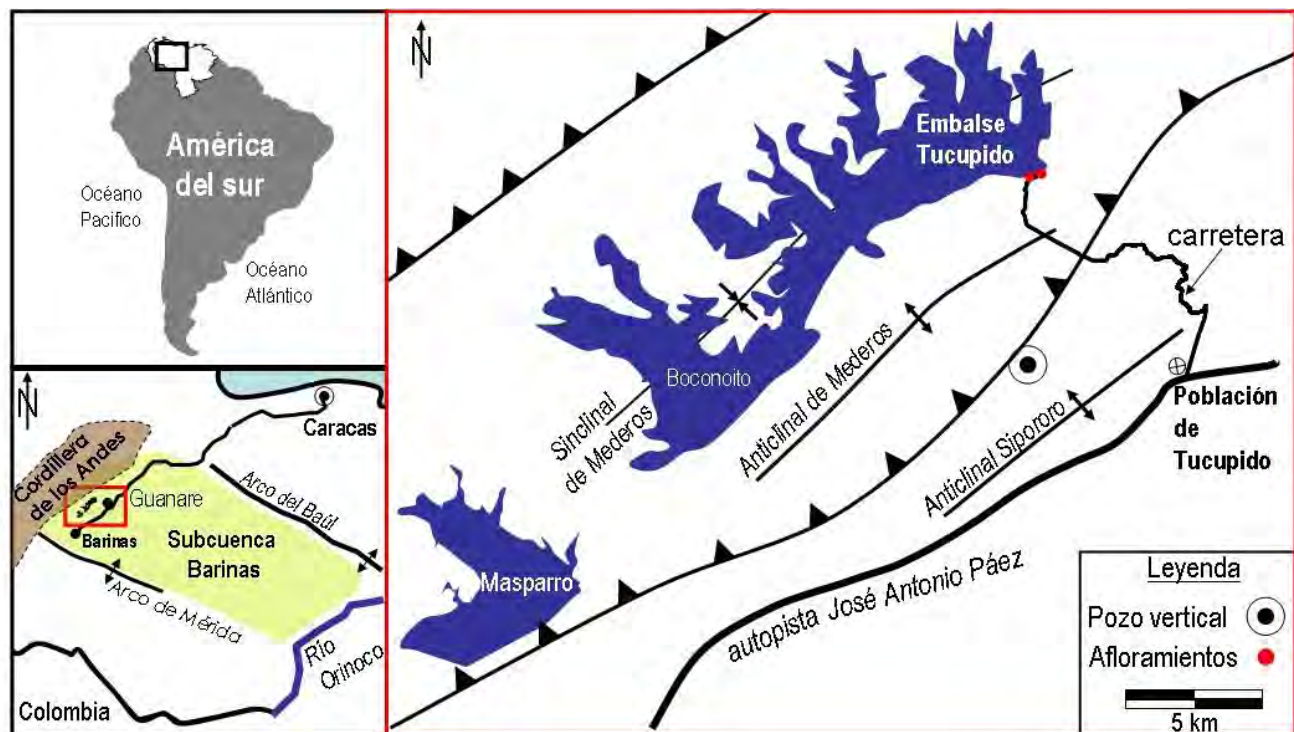 América
del sur
Océano
Pacifico
Océano
Atlántico
N
Caracas
Cordillera
de los Andes
Guanare
Arco del Baúl
Barinas
Subcuenca
Barinas
Arco de Mérida
Río
Orinoco
Colombia
N
Embalse
Tucupido
carretera
Boconoito
Sinclinal
de Mederos
Anticlinal de Mederos
Anticlinal Sipororo
Población
de
Tucupido
Masparro
autopista José Antonio Páez
Leyenda
Pozo vertical
Afloramientos
5 km